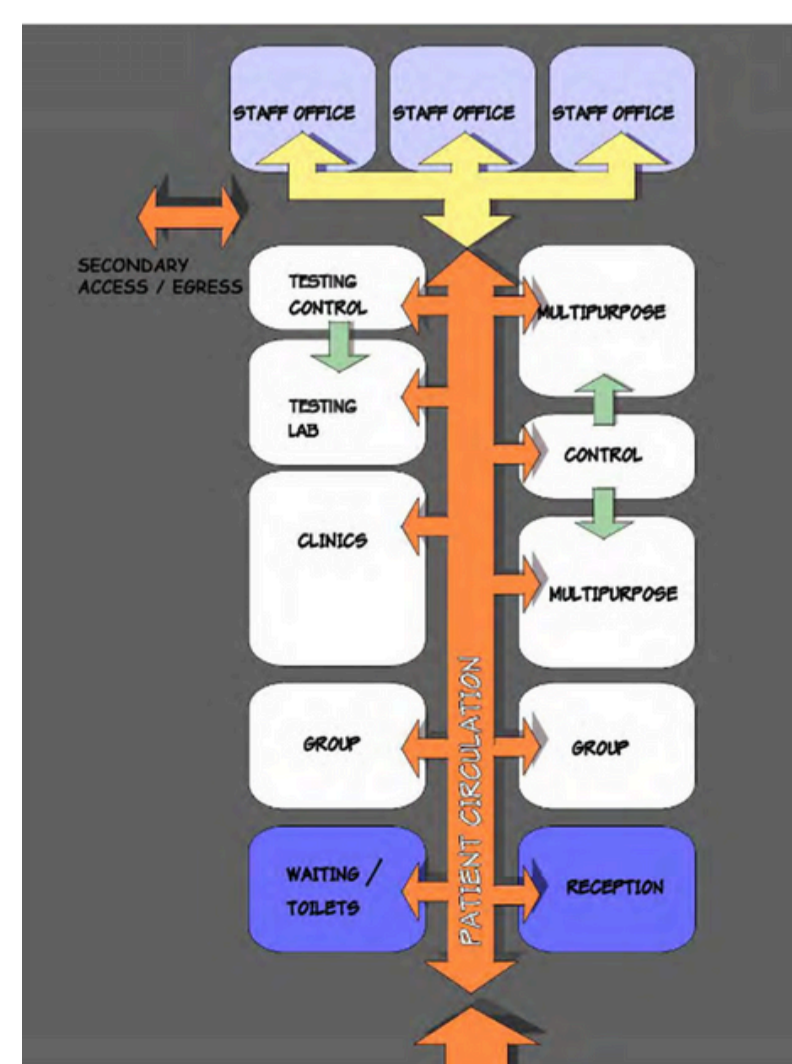 STAFF OFFICE
STAFF OFFICE
STAFF OFFICE
SECONDARY
ACCESS / EGRESS
TESTING
CONTROL
MULTIPURPOSE
TESTING
LAB
CONTROL
CLINICS
MULTIPURPOSE
GROUP
GROUP
WAITING /
TOILETS
RECEPTION
PATIENT CIRCULATION